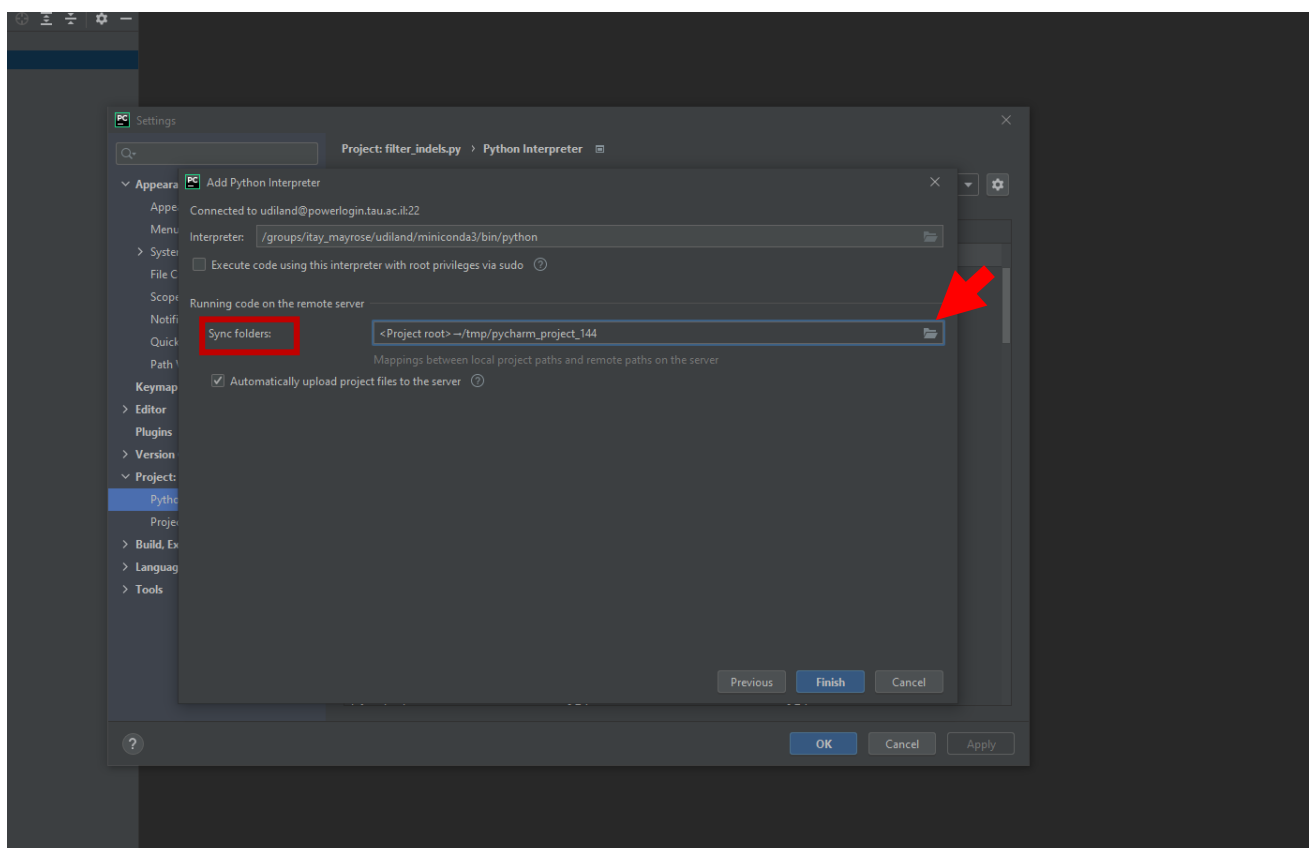 PC Settings
Project: filter_indels.py › Python Interpreter
Appeara
PC Add Python Interpreter
Appe
Connected to udiland@powerlogin.tau.ac.il:22
Menu
Interpreter: /groups/itay_mayrose/udiland/miniconda3/bin/python
Syster
Execute code using this interpreter with root privileges via sudo ?
File C
Scope
Running code on the remote server
Notifi
Sync folders: <Project root>→/tmp/pycharm_project_144
Quick
Mappings between local project paths and remote paths on the server
Path V
Automatically upload project files to the server ?
Keymap
Editor
Plugins
Version
Project:
Pytho
Projec
Build, Ex
Languag
Tools
Previous Finish Cancel
? OK Cancel Apply